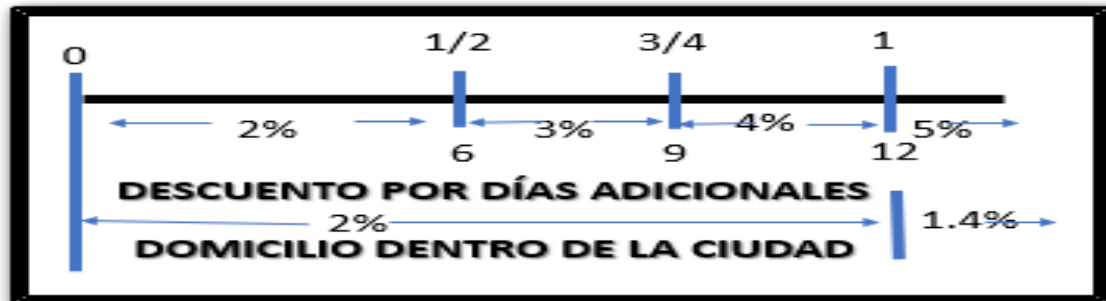 0 1/2 3/4 1
2% 3% 4% 5%
6 9 12
DESCUENTO POR DÍAS ADICIONALES
2% 1.4%
DOMICILIO DENTRO DE LA CIUDAD